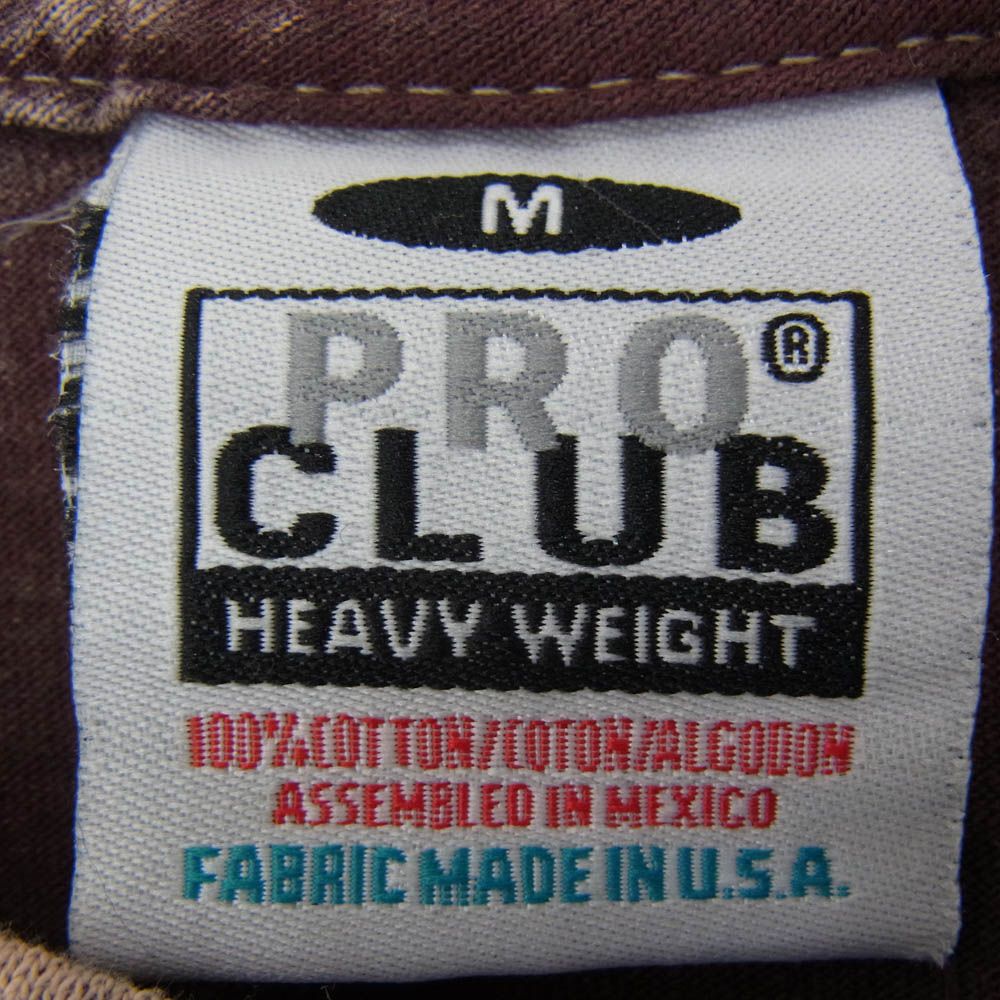 M
PRO ®
CLUB
HEAVY WEIGHT
100%COTTON/COTON/ALGODON
ASSEMBLED IN MEXICO
FABRIC MADE IN U.S.A.